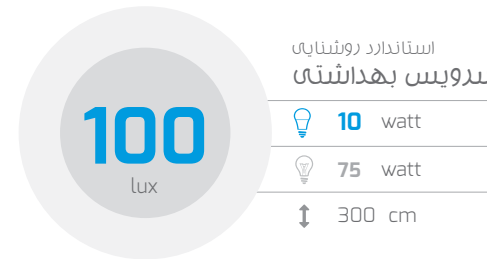 استاندارد روشنایی
سرویس بهداشتی
100
lux
10 watt
75 watt
300 cm